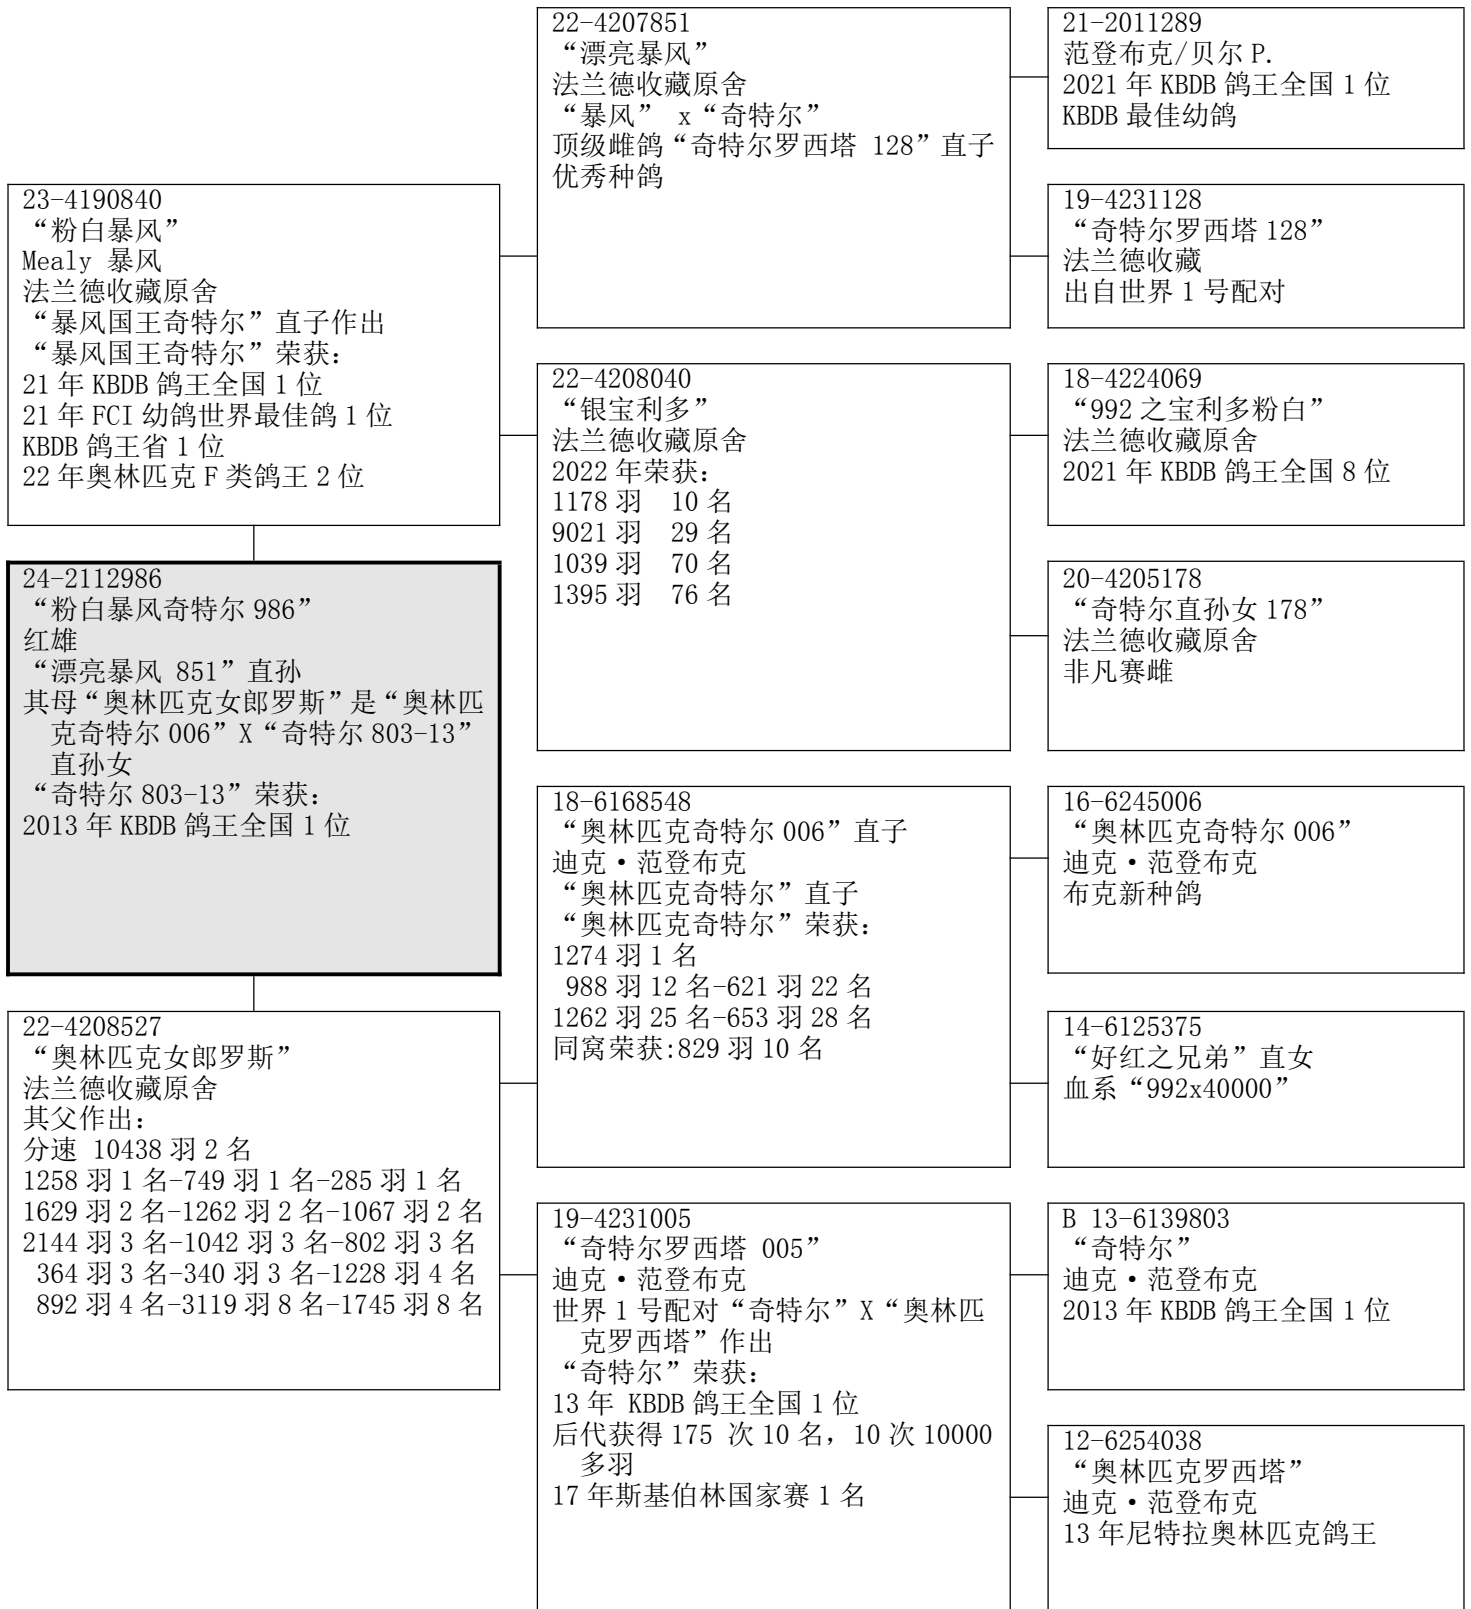 23-4190840
“粉白暴风”
Mealy 暴风
法兰德收藏原舍
“暴风国王奇特尔”直子作出
“暴风国王奇特尔”荣获：
21 年 KBDB 鸽王全国 1 位
21 年 FCI 幼鸽世界最佳鸽 1 位
KBDB 鸽王省 1 位
22 年奥林匹克 F 类鸽王 2 位
24-2112986
“粉白暴风奇特尔 986”
红雄
“漂亮暴风 851”直孙
其母“奥林匹克女郎罗斯”是“奥林匹
克奇特尔 006”X“奇特尔 803-13”
直孙女
“奇特尔 803-13”荣获：
2013 年 KBDB 鸽王全国 1 位
22-4208527
“奥林匹克女郎罗斯”
法兰德收藏原舍
其父作出：
分速 10438 羽 2 名
1258 羽 1 名-749 羽 1 名-285 羽 1 名
1629 羽 2 名-1262 羽 2 名-1067 羽 2 名
2144 羽 3 名-1042 羽 3 名-802 羽 3 名
364 羽 3 名-340 羽 3 名-1228 羽 4 名
892 羽 4 名-3119 羽 8 名-1745 羽 8 名
22-4207851
“漂亮暴风”
法兰德收藏原舍
“暴风” x“奇特尔”
顶级雌鸽“奇特尔罗西塔 128”直子
优秀种鸽
22-4208040
“银宝利多”
法兰德收藏原舍
2022 年荣获：
1178 羽 10 名
9021 羽 29 名
1039 羽 70 名
1395 羽 76 名
18-6168548
“奥林匹克奇特尔 006”直子
迪克•范登布克
“奥林匹克奇特尔”直子
“奥林匹克奇特尔”荣获：
1274 羽 1 名
988 羽 12 名-621 羽 22 名
1262 羽 25 名-653 羽 28 名
同窝荣获:829 羽 10 名
19-4231005
“奇特尔罗西塔 005”
迪克•范登布克
世界 1 号配对“奇特尔”X“奥林匹
克罗西塔”作出
“奇特尔”荣获：
13 年 KBDB 鸽王全国 1 位
后代获得 175 次 10 名，10 次 10000
多羽
17 年斯基伯林国家赛 1 名
21-2011289
范登布克/贝尔 P.
2021 年 KBDB 鸽王全国 1 位
KBDB 最佳幼鸽
19-4231128
“奇特尔罗西塔 128”
法兰德收藏
出自世界 1 号配对
18-4224069
“992 之宝利多粉白”
法兰德收藏原舍
2021 年 KBDB 鸽王全国 8 位
20-4205178
“奇特尔直孙女 178”
法兰德收藏原舍
非凡赛雌
16-6245006
“奥林匹克奇特尔 006”
迪克•范登布克
布克新种鸽
14-6125375
“好红之兄弟”直女
血系“992x40000”
B 13-6139803
“奇特尔”
迪克•范登布克
2013 年 KBDB 鸽王全国 1 位
12-6254038
“奥林匹克罗西塔”
迪克•范登布克
13 年尼特拉奥林匹克鸽王